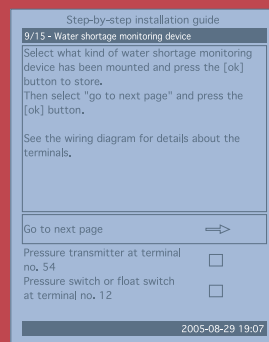 Step-by-step installation guide
9/15 - Water shortage monitoring device
Select what kind of water shortage monitoring
device has been mounted and press the [ok]
button to store.
Then select "go to next page" and press the
[ok] button.
See the wiring diagram for details about the
terminals.
Go to next page
Pressure transmitter at terminal
no. 54
Pressure switch or float switch
at terminal no. 12
2005-08-29 19:07